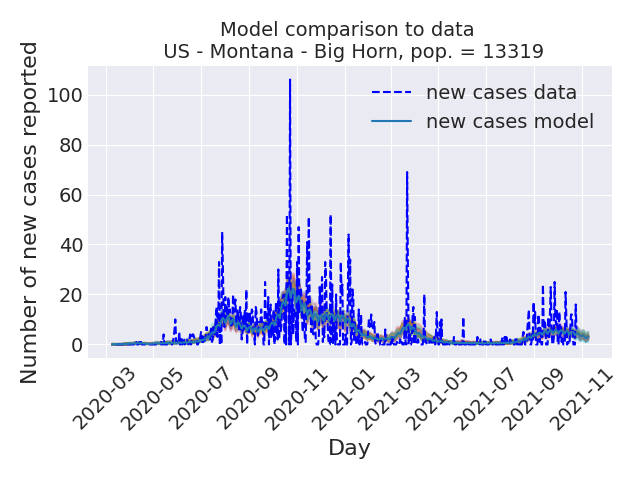 Model comparison to data
US - Montana - Big Horn, pop. = 13319
new cases data
new cases model
Number of new cases reported
100
80
60
40
20
0
2020-03
2020-05
2020-07
2020-09
2020-11
2021-01
2021-03
2021-05
2021-07
2021-09
2021-11
Day